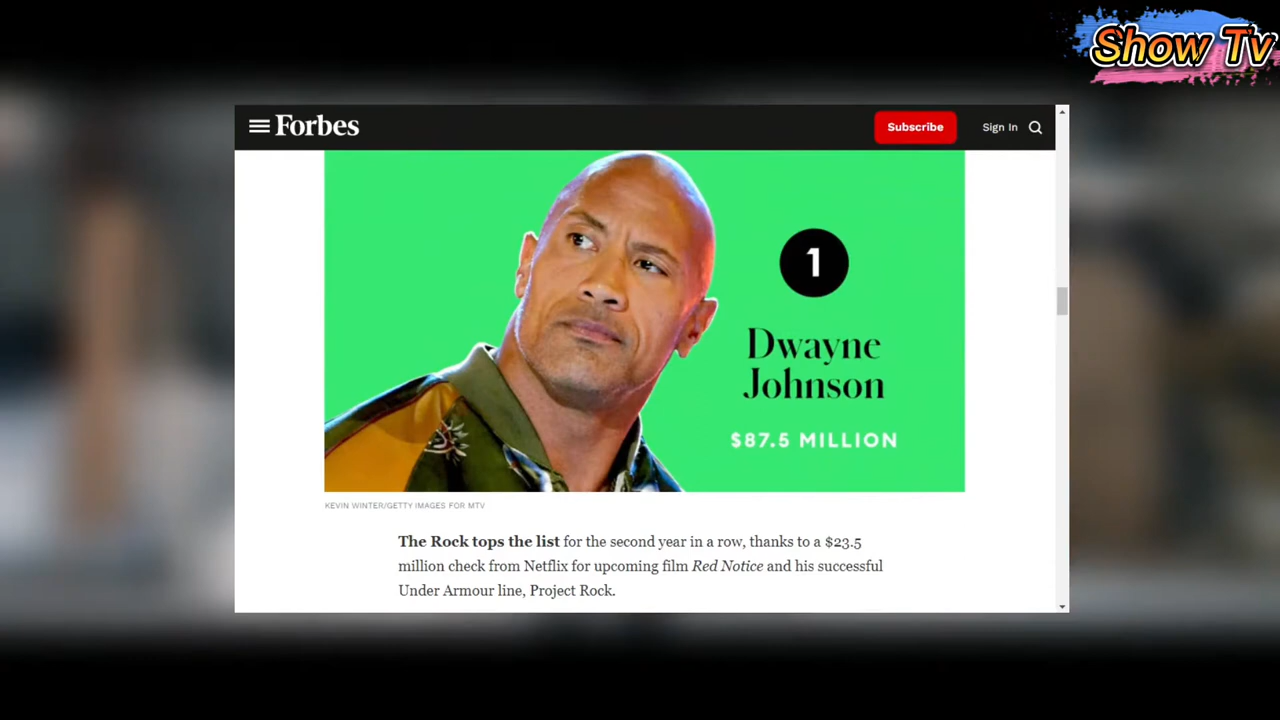 Show Tv
Forbes
Subscribe
Sign In
1
Dwayne
Johnson
$87.5 MILLION
KEVIN WINTER/GETTY IMAGES FOR MTV
The Rock tops the list for the second year in a row, thanks to a $23.5
million check from Netflix for upcoming film Red Notice and his successful
Under Armour line, Project Rock.